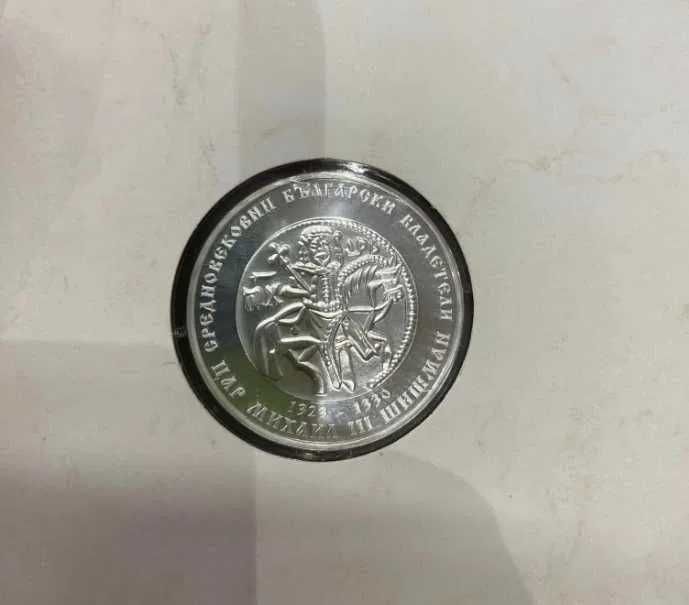 СРЕДНОВЕКОВНИ БЪЛГАРСКИ ВЛАДЕТЕЛИ
1323 - 1330
ЦАР МИХАИЛ III ШИШМАН